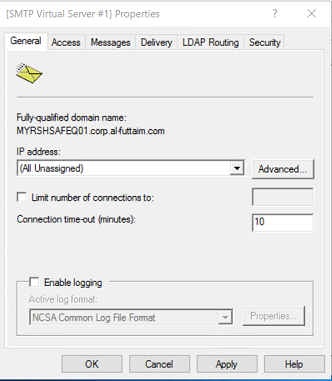 [SMTP Virtual Server #1] Properties
General Access Messages Delivery LDAP Routing Security
Fully-qualified domain name:
MYRSHSAFEQ01.corp.al-futtaim.com
IP address:
(All Unassigned)
Advanced...
Limit number of connections to:
Connection time-out (minutes):
10
Enable logging
Active log format:
NCSA Common Log File Format
Properties...
OK Cancel Apply Help